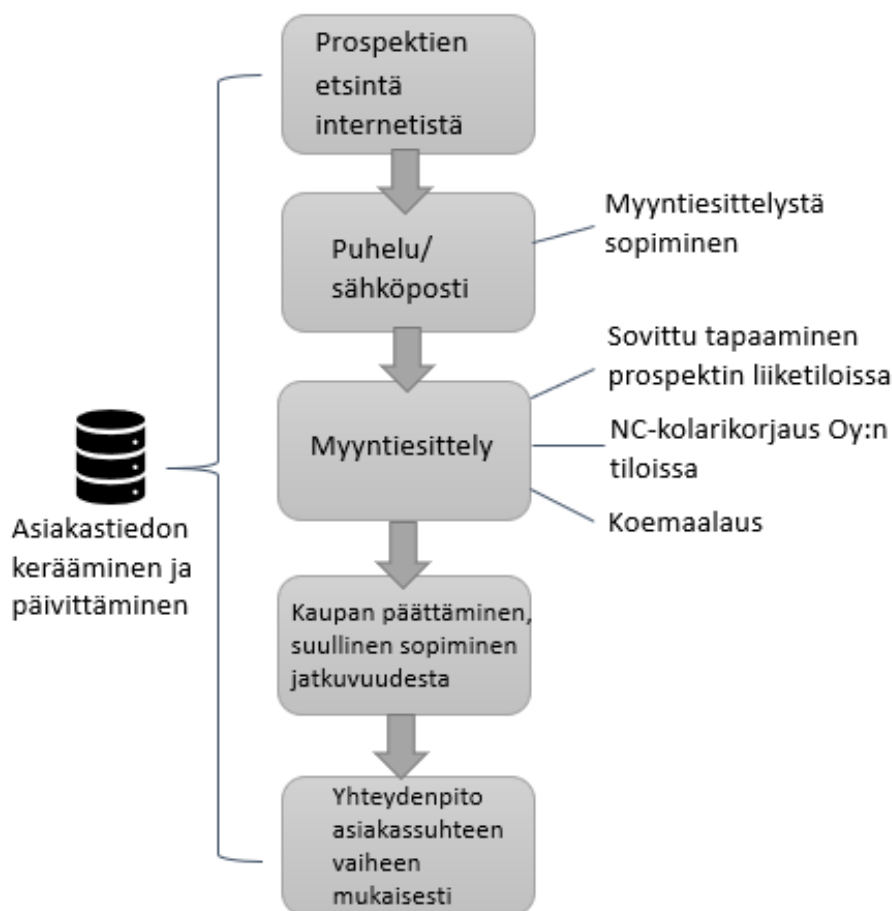 Prospektien
etsintä
internetistä
Puhelu/
sähköposti
Myyntiesittelystä
sopiminen
Myyntiesittely
Sovittu tapaaminen
prospektin liiketiloissa
NC-kolarikorjaus Oy:n
tiloissa
Koemaalaus
Asiakastiedon
kerääminen ja
päivittäminen
Kaupan päättäminen,
suullinen sopiminen
jatkuvuudesta
Yhteydenpito
asiakassuhteen
vaiheen
mukaisesti